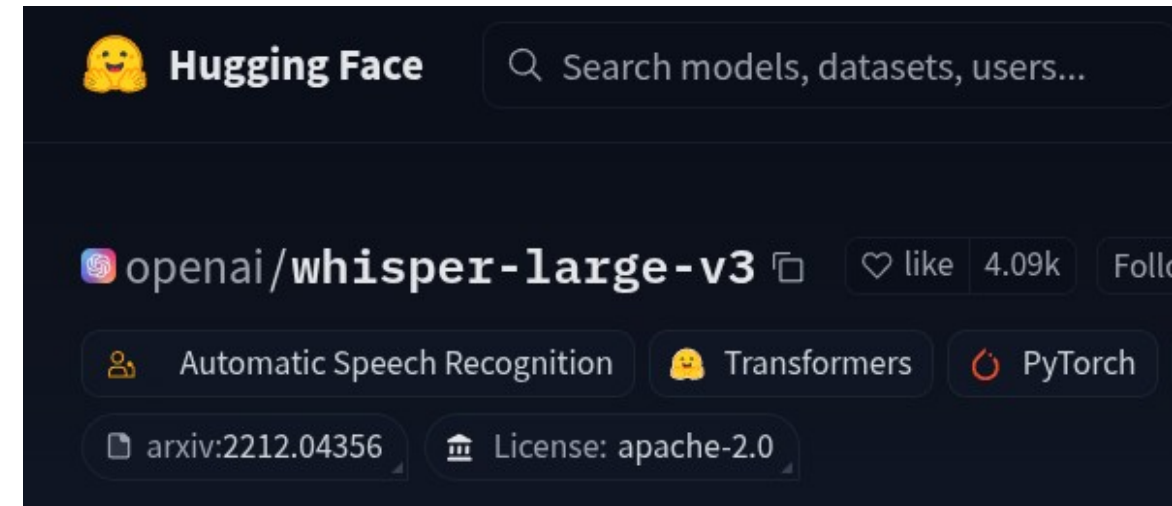 Hugging Face Search models, datasets, users...
openai/whisper-large-v3 like 4.09k Follo
Automatic Speech Recognition Transformers PyTorch
arxiv:2212.04356 License: apache-2.0